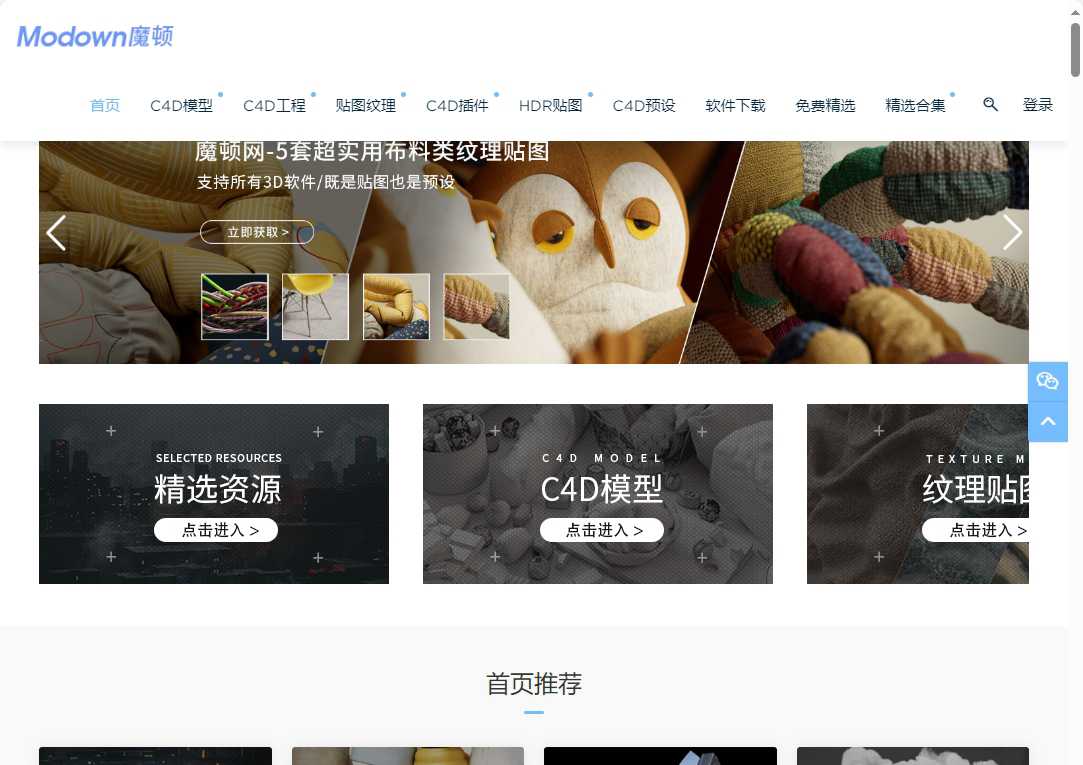 Modown魔顿
首页 C4D模型 C4D工程 贴图纹理 C4D插件 HDR贴图 C4D预设 软件下载 免费精选 精选合集 登录
魔顿网-5套超实用布料类纹理贴图
支持所有3D软件/既是贴图也是预设
立即获取 >
SELECTED RESOURCES
精选资源
点击进入 >
C4D MODEL
C4D模型
点击进入 >
TEXTURE M
纹理贴图
点击进入 >
首页推荐